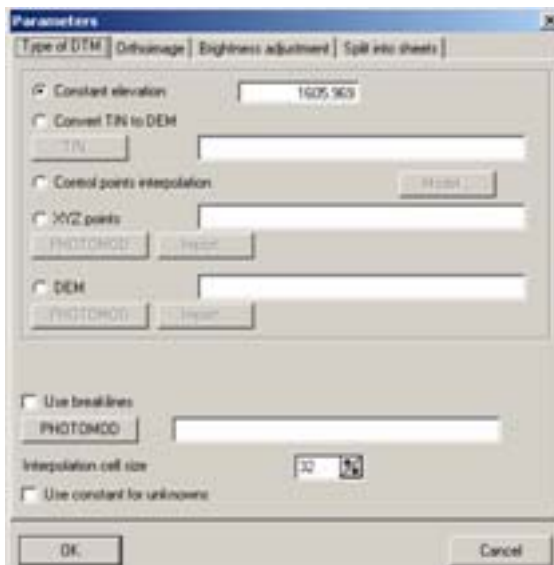 Parameters
Type of DTM Orthoimage Brightness adjustment Split into sheets
Constant elevation 1605.969
Convert TIN to DEM
TIN
Control points interpolation Model
XYZ points
PHOTOMOD Import
DEM
PHOTOMOD Import
Use breaklines
PHOTOMOD
Interpolation cell size 32
Use constant for unknowns
OK Cancel